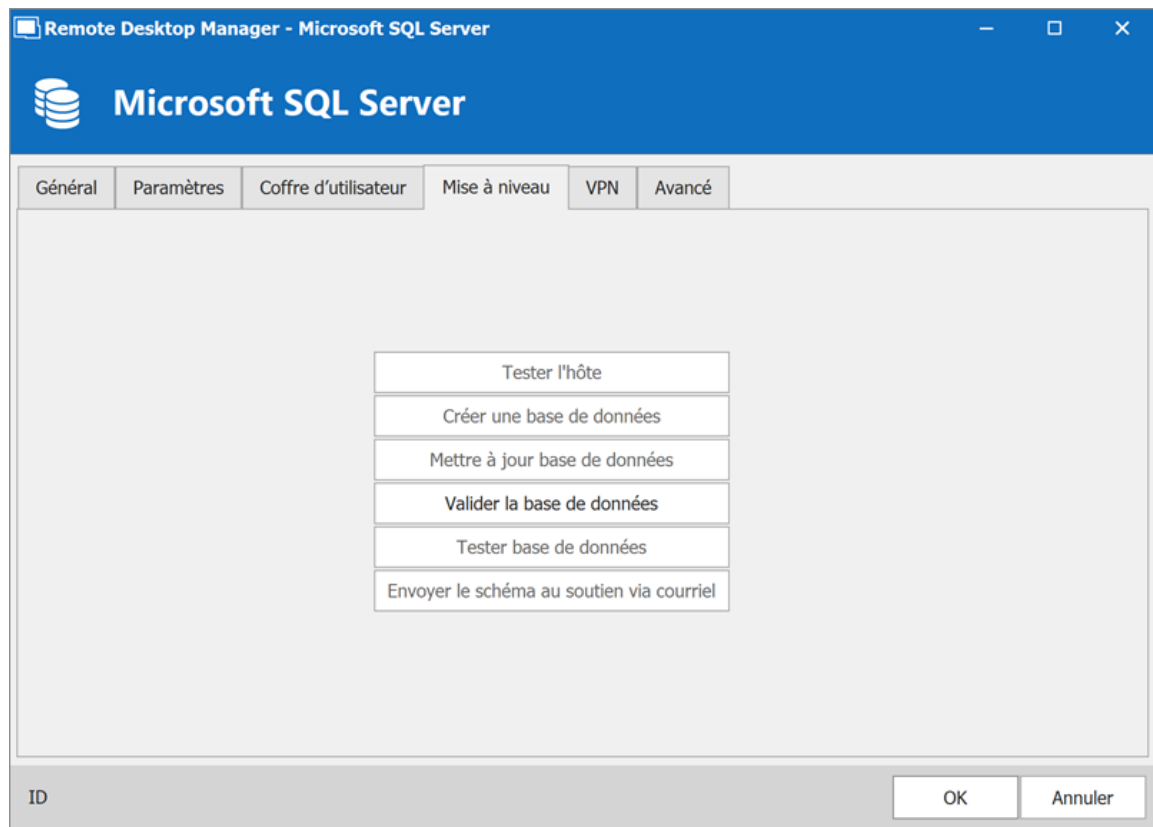 Remote Desktop Manager - Microsoft SQL Server
Microsoft SQL Server
Général Paramètres Coffre d’utilisateur Mise à niveau VPN Avancé
Tester l'hôte
Créer une base de données
Mettre à jour base de données
Valider la base de données
Tester base de données
Envoyer le schéma au soutien via courriel
ID OK Annuler